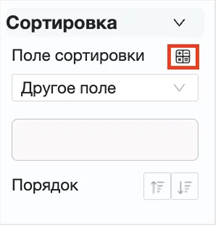 Сортировка
Поле сортировки
Другое поле
Порядок